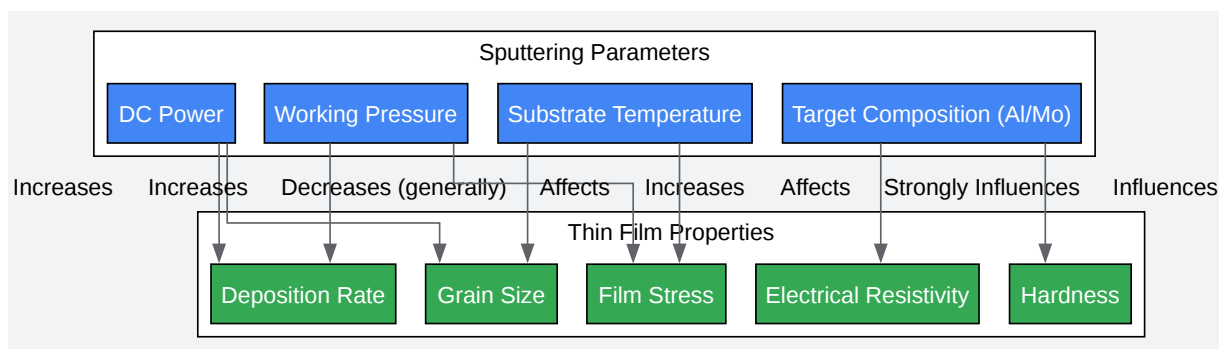 Sputtering Parameters
DC Power
Working Pressure
Substrate Temperature
Target Composition (Al/Mo)
Increases
Increases
Decreases (generally)
Affects
Increases
Affects
Strongly Influences
Influences
Thin Film Properties
Deposition Rate
Grain Size
Film Stress
Electrical Resistivity
Hardness